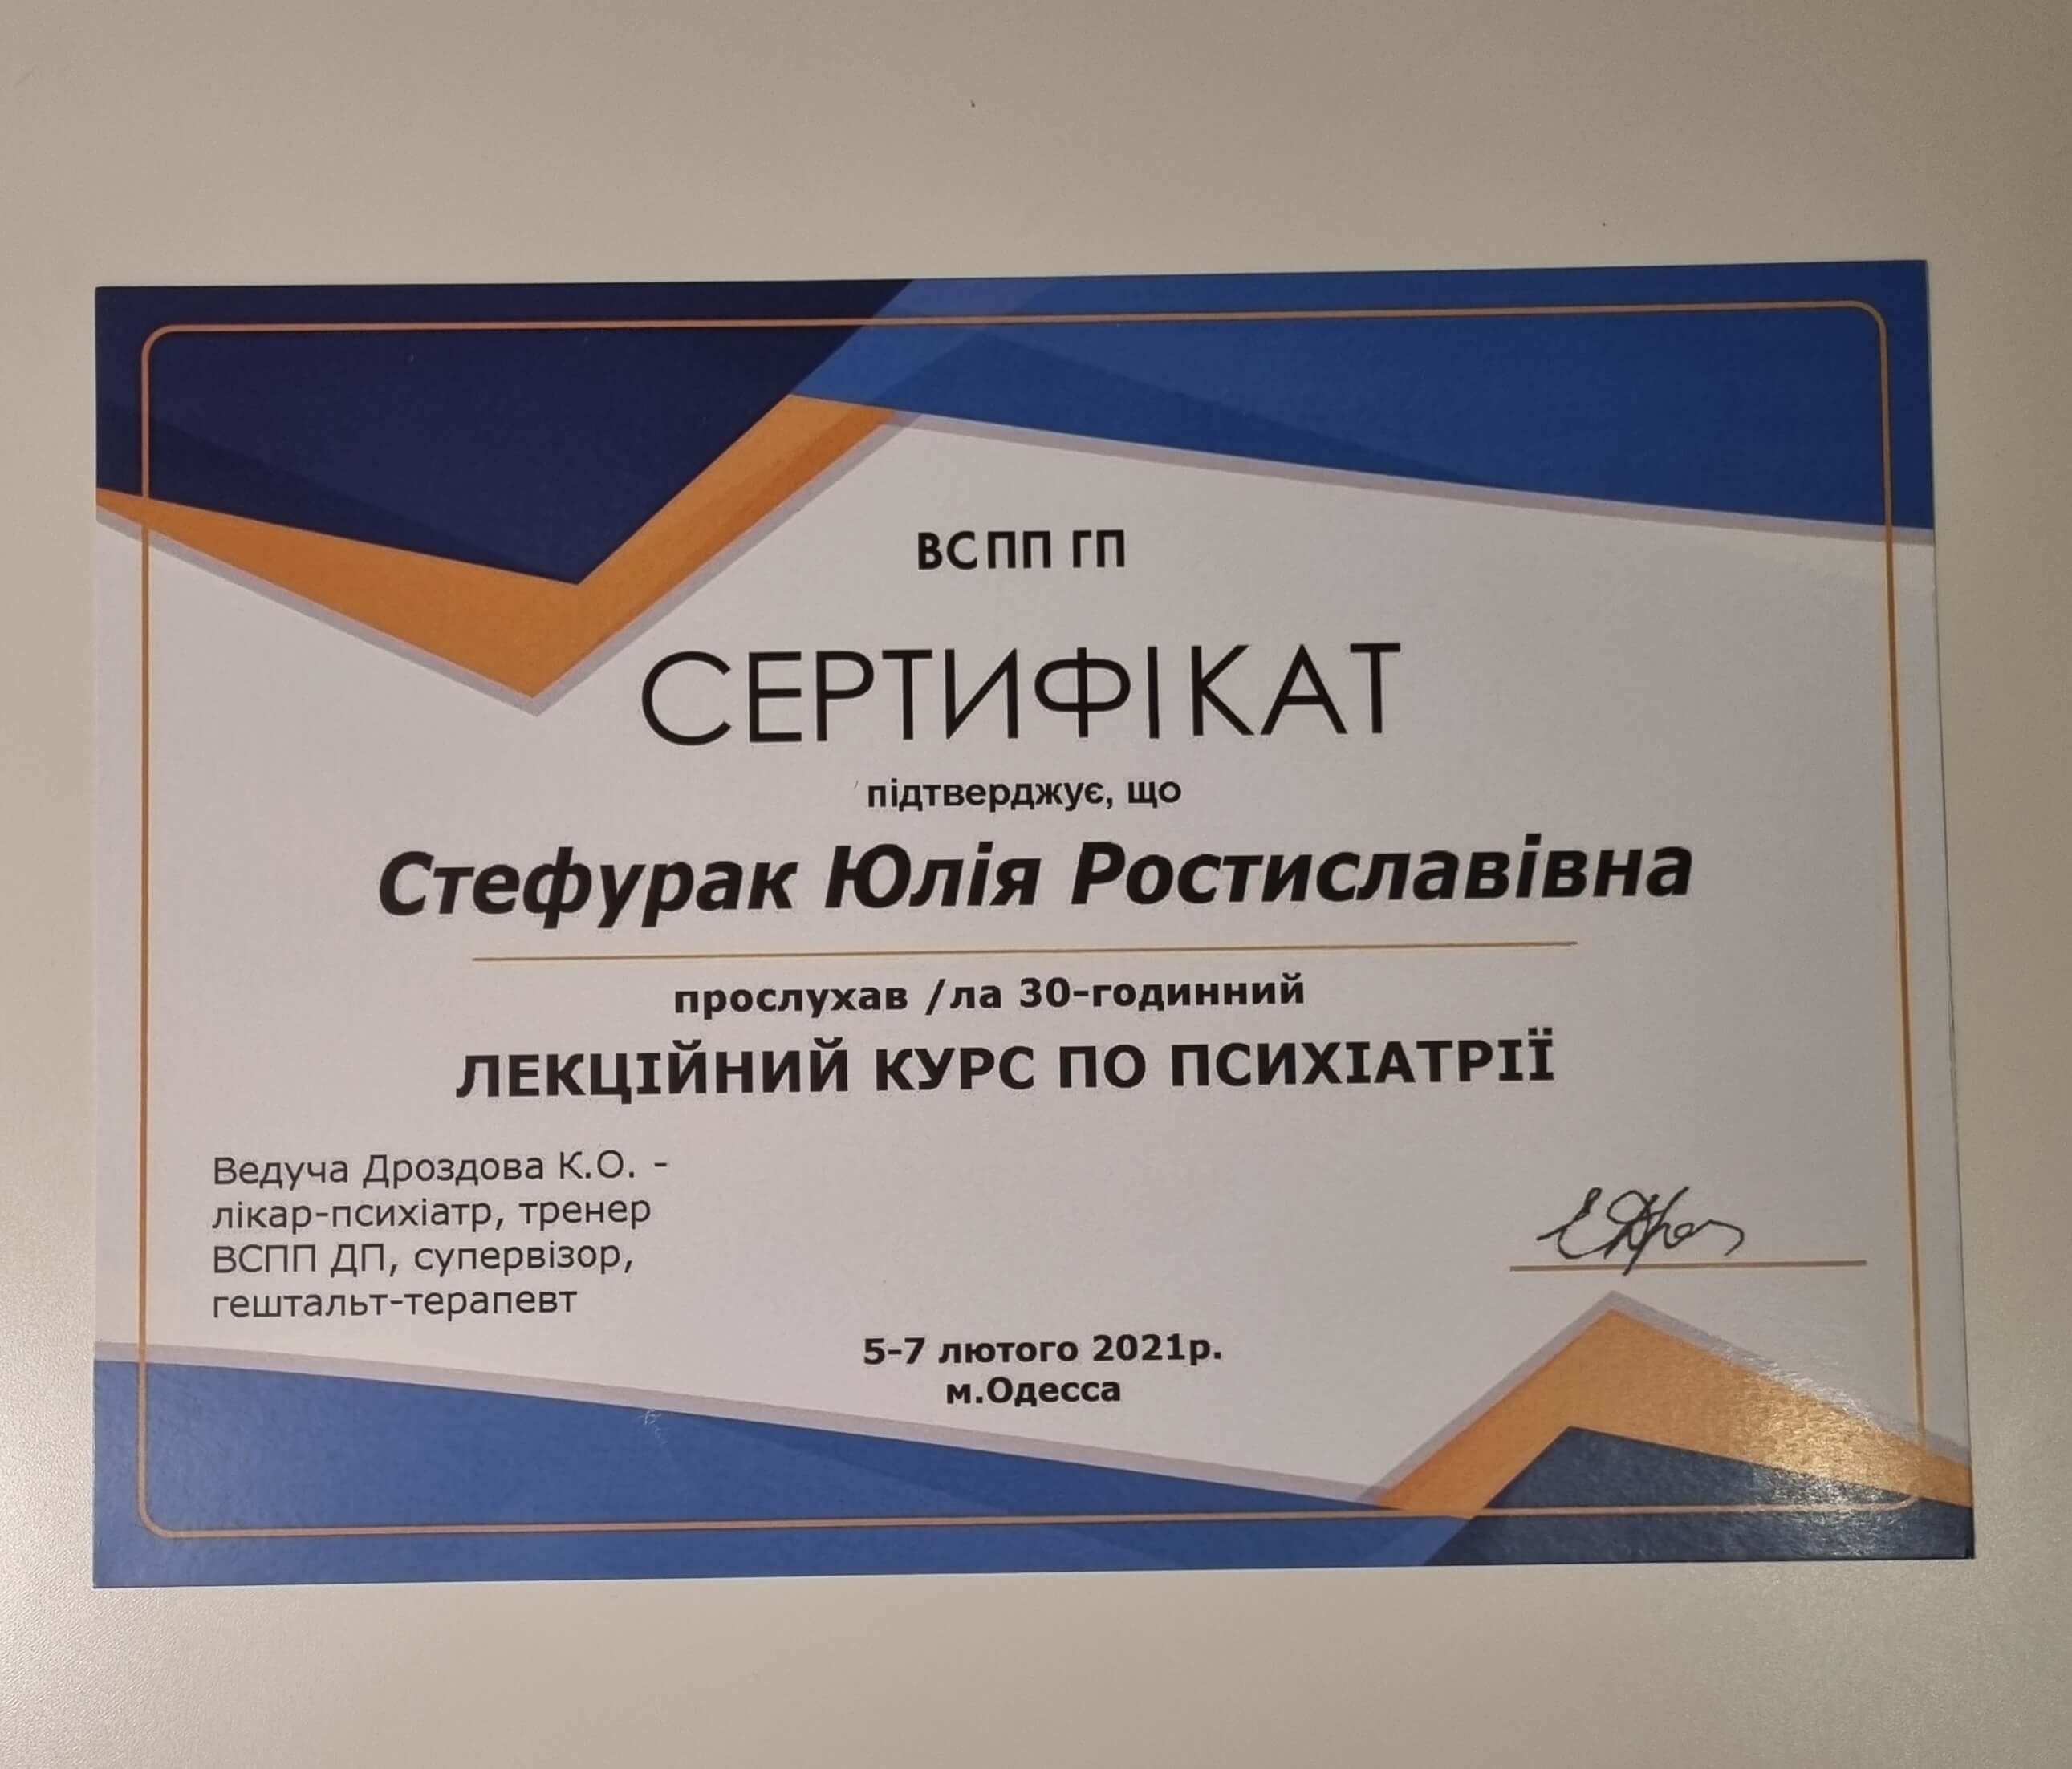 ВСПП ГП
СЕРТИФІКАТ
підтверджує, що
Стефурак Юлія Ростиславівна
прослухав /ла 30-годинний
ЛЕКЦІЙНИЙ КУРС ПО ПСИХІАТРІЇ
Ведуча Дроздова К.О. -
лікар-психіатр, тренер
ВСПП ДП, супервізор,
гештальт-терапевт
5-7 лютого 2021р.
м.Одесса